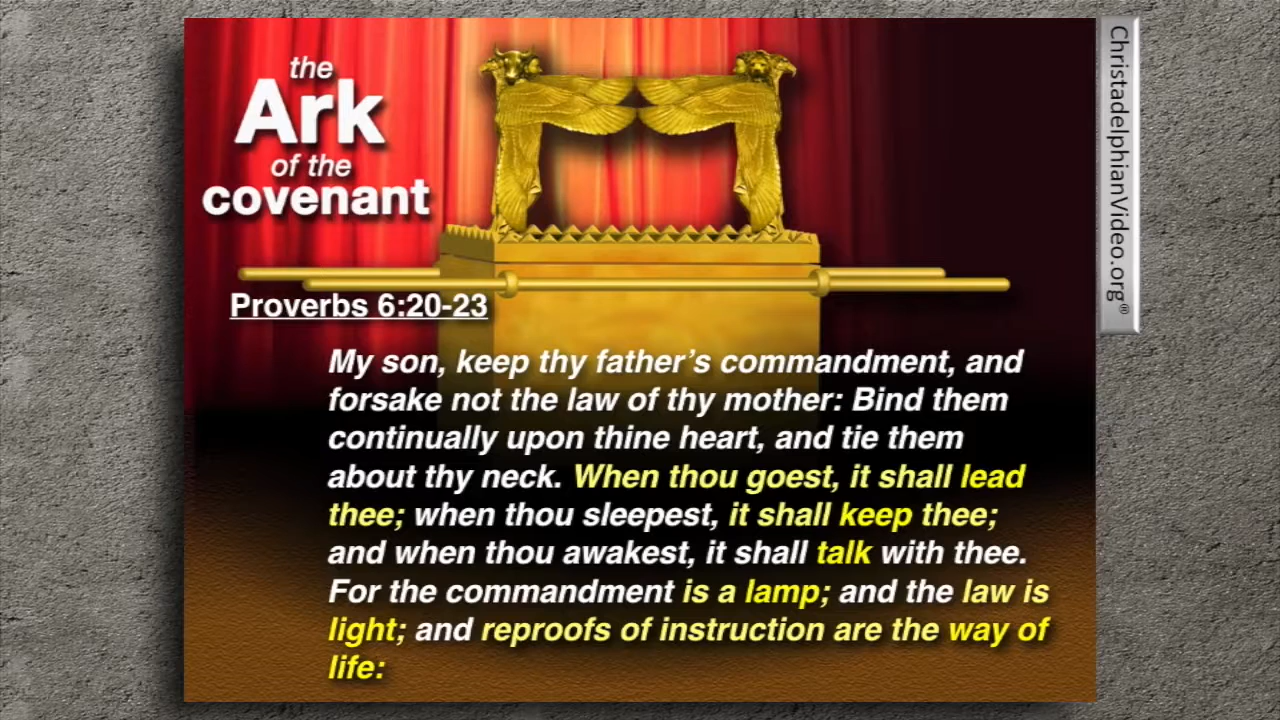 the
Ark
of the
covenant
Proverbs 6:20-23
My son, keep thy father’s commandment, and
forsake not the law of thy mother: Bind them
continually upon thine heart, and tie them
about thy neck. When thou goest, it shall lead
thee; when thou sleepest, it shall keep thee;
and when thou awakest, it shall talk with thee.
For the commandment is a lamp; and the law is
light; and reproofs of instruction are the way of
life:
ChristadelphianVideo.org®